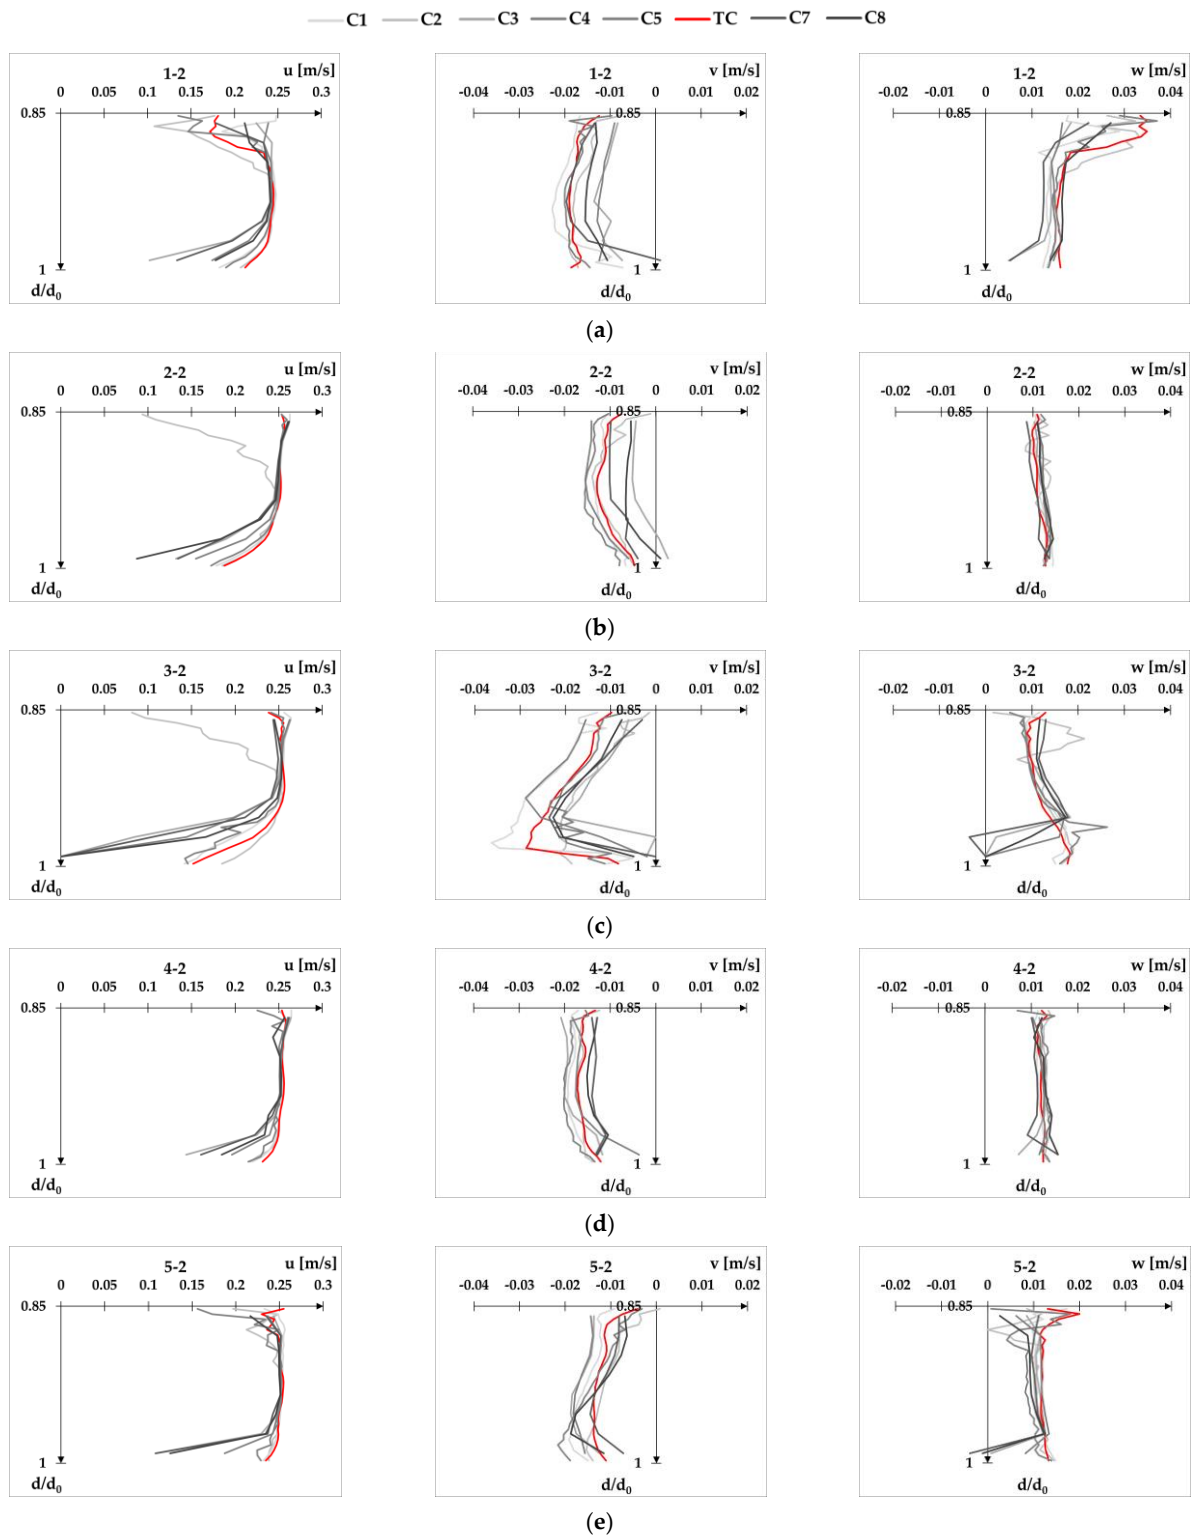 C1 C2 C3 C4 C5 TC C7 C8
1-2 u [m/s] 1-2 v [m/s] 1-2 w [m/s]
0 0.05 0.1 0.15 0.2 0.25 0.3 -0.04 -0.03 -0.02 -0.01 0 0.01 0.02 -0.02 -0.01 0 0.01 0.02 0.03 0.04
0.85 0.85 0.85
1 1 1
d/d0 d/d0 d/d0
(a)
2-2 u [m/s] 2-2 v [m/s] 2-2 w [m/s]
0 0.05 0.1 0.15 0.2 0.25 0.3 -0.04 -0.03 -0.02 -0.01 0 0.01 0.02 -0.02 -0.01 0 0.01 0.02 0.03 0.04
0.85 0.85 0.85
1 1 1
d/d0 d/d0 d/d0
(b)
3-2 u [m/s] 3-2 v [m/s] 3-2 w [m/s]
0 0.05 0.1 0.15 0.2 0.25 0.3 -0.04 -0.03 -0.02 -0.01 0 0.01 0.02 -0.02 -0.01 0 0.01 0.02 0.03 0.04
0.85 0.85 0.85
1 1 1
d/d0 d/d0 d/d0
(c)
4-2 u [m/s] 4-2 v [m/s] 4-2 w [m/s]
0 0.05 0.1 0.15 0.2 0.25 0.3 -0.04 -0.03 -0.02 -0.01 0 0.01 0.02 -0.02 -0.01 0 0.01 0.02 0.03 0.04
0.85 0.85 0.85
1 1 1
d/d0 d/d0 d/d0
(d)
5-2 u [m/s] 5-2 v [m/s] 5-2 w [m/s]
0 0.05 0.1 0.15 0.2 0.25 0.3 -0.04 -0.03 -0.02 -0.01 0 0.01 0.02 -0.02 -0.01 0 0.01 0.02 0.03 0.04
0.85 0.85 0.85
1 1 1
d/d0 d/d0 d/d0
(e)